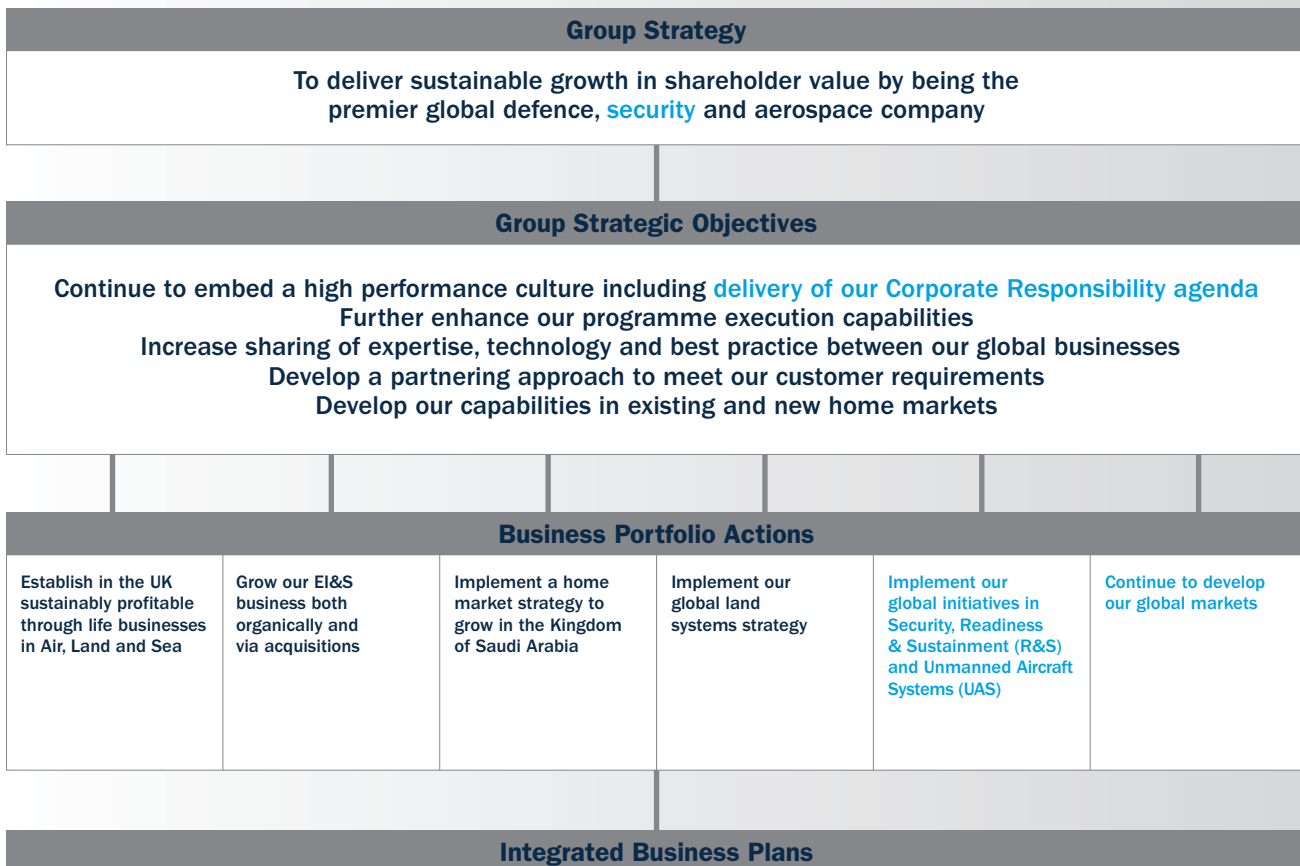 Group Strategy
To deliver sustainable growth in shareholder value by being the
premier global defence, security and aerospace company
Group Strategic Objectives
Continue to embed a high performance culture including delivery of our Corporate Responsibility agenda
Further enhance our programme execution capabilities
Increase sharing of expertise, technology and best practice between our global businesses
Develop a partnering approach to meet our customer requirements
Develop our capabilities in existing and new home markets
Business Portfolio Actions
Establish in the UK
sustainably profitable
through life businesses
in Air, Land and Sea
Grow our EI&S
business both
organically and
via acquisitions
Implement a home
market strategy to
grow in the Kingdom
of Saudi Arabia
Implement our
global land
systems strategy
Implement our
global initiatives in
Security, Readiness
& Sustainment (R&S)
and Unmanned Aircraft
Systems (UAS)
Continue to develop
our global markets
Integrated Business Plans